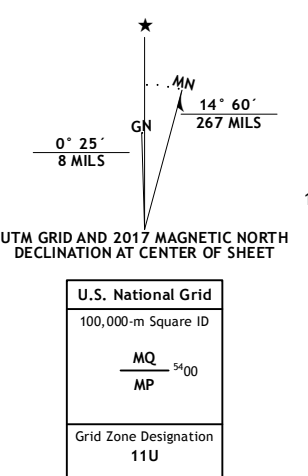 ★
MN
GN
14° 60´
267 MILS
0° 25´
8 MILS
UTM GRID AND 2017 MAGNETIC NORTH
DECLINATION AT CENTER OF SHEET
U.S. National Grid
100,000-m Square ID
MQ
5400
MP
Grid Zone Designation
11U